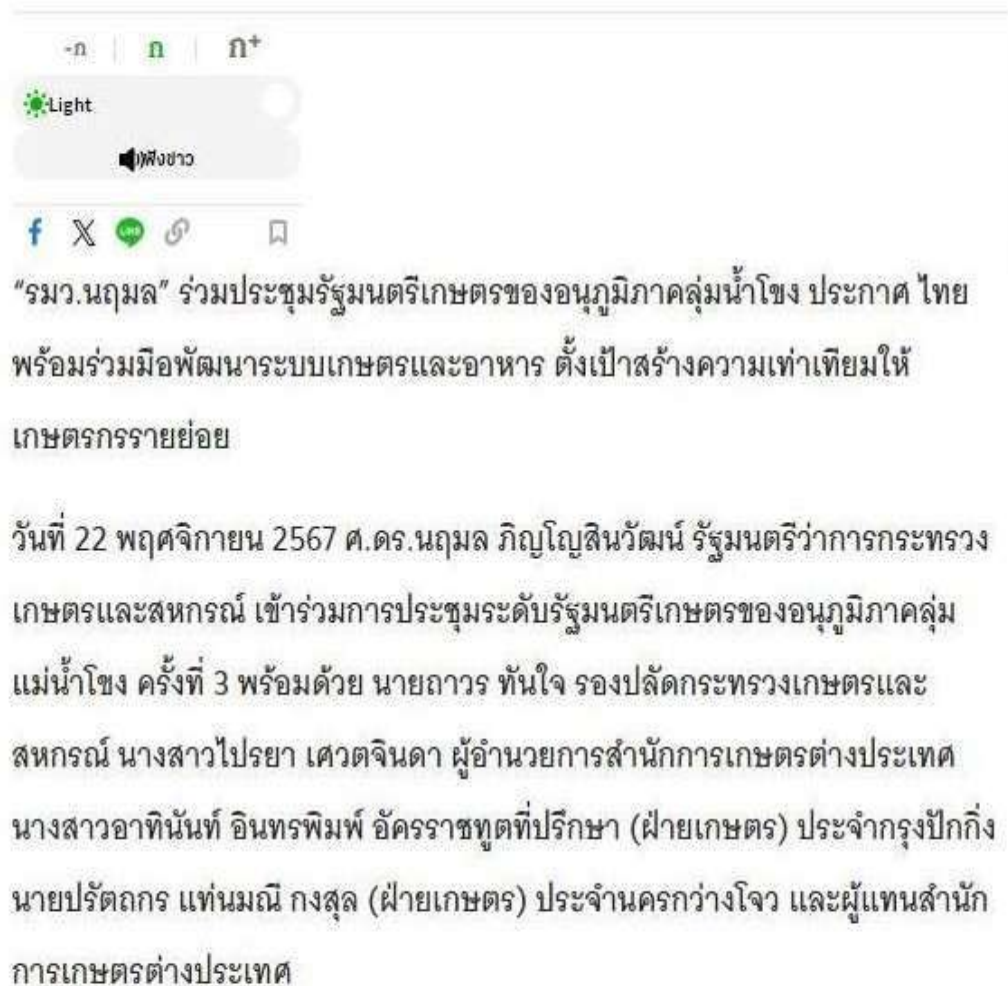 -ก ก ก+
Light
ฟังข่าว
LINE
“รมว.นฤมล” ร่วมประชุมรัฐมนตรีเกษตรของอนุภูมิภาคลุ่มน้ำโขง ประกาศ ไทย
พร้อมร่วมมือพัฒนาระบบเกษตรและอาหาร ตั้งเป้าสร้างความเท่าเทียมให้
เกษตรกรรายย่อย
วันที่ 22 พฤศจิกายน 2567 ศ.ดร.นฤมล ภิญโญสินวัฒน์ รัฐมนตรีว่าการกระทรวง
เกษตรและสหกรณ์ เข้าร่วมการประชุมระดับรัฐมนตรีเกษตรของอนุภูมิภาคลุ่ม
แม่น้ำโขง ครั้งที่ 3 พร้อมด้วย นายถาวร ทันใจ รองปลัดกระทรวงเกษตรและ
สหกรณ์ นางสาวไปรยา เศวตจินดา ผู้อำนวยการสำนักการเกษตรต่างประเทศ
นางสาวอาทินันท์ อินทรพิมพ์ อัครราชทูตที่ปรึกษา (ฝ่ายเกษตร) ประจำกรุงปักกิ่ง
นายปรัตถกร แท่นมณี กงสุล (ฝ่ายเกษตร) ประจำนครกว่างโจว และผู้แทนสำนัก
การเกษตรต่างประเทศ